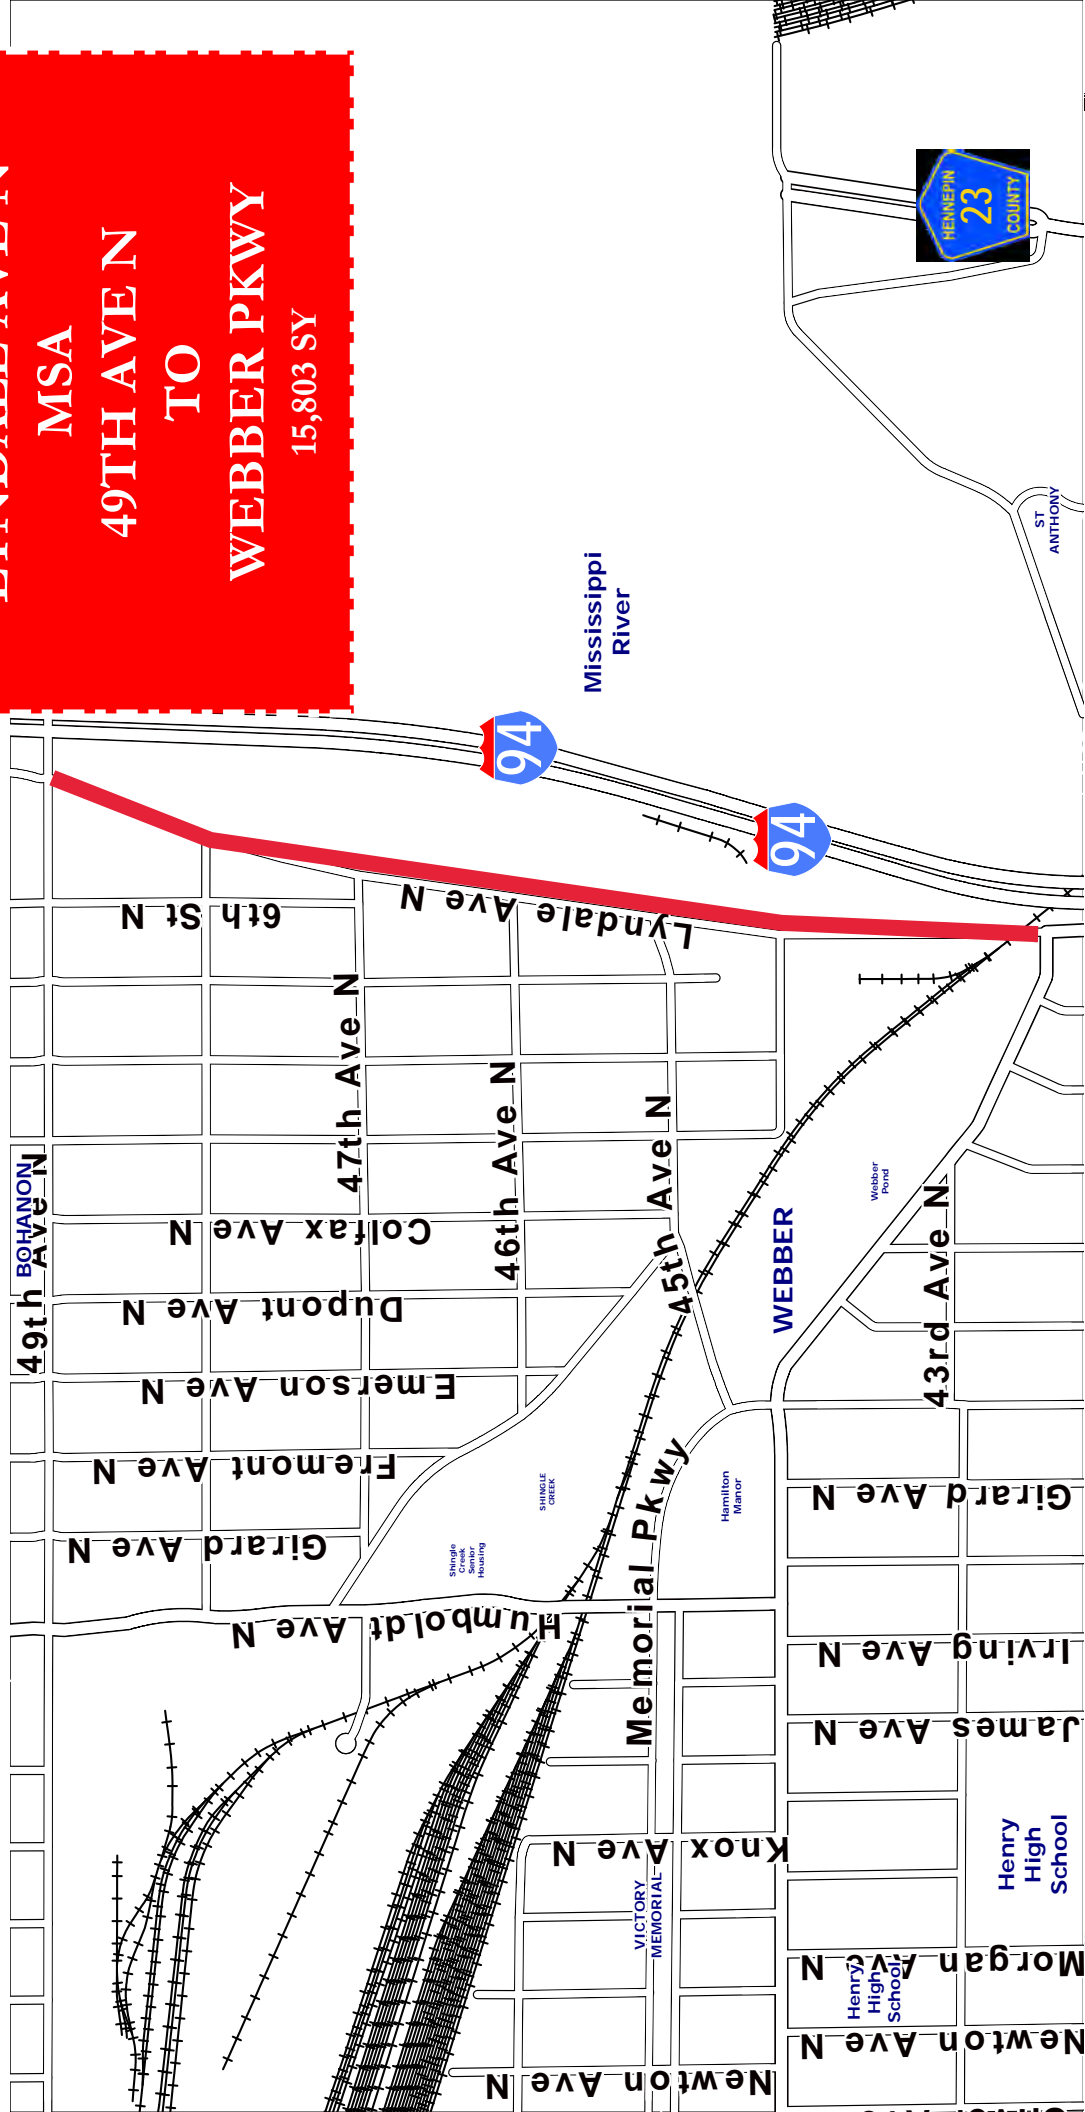 LYNDALE AVE N
MSA
49TH AVE N
TO
WEBBER PKWY
15,803 SY
HENNEPIN
23
COUNTY
ST
ANTHONY
Mississippi
River
94
94
6th St N
Lyndale Ave N
47th Ave N
46th Ave N
45th Ave N
49th Ave N
BOHANON
Colfax Ave N
Dupont Ave N
Emerson Ave N
Fremont Ave N
Girard Ave N
Humboldt Ave N
Webber
Pond
WEBBER
43rd Ave N
SHINGLE
CREEK
Shingle
Creek
Senior
Housing
Hamilton
Manor
Memorial Pkwy
Girard Ave N
Irving Ave N
James Ave N
Knox Ave N
VICTORY
MEMORIAL
Henry
High
School
Morgan Ave N
Henry
High
School
Newton Ave N
Newton Ave N